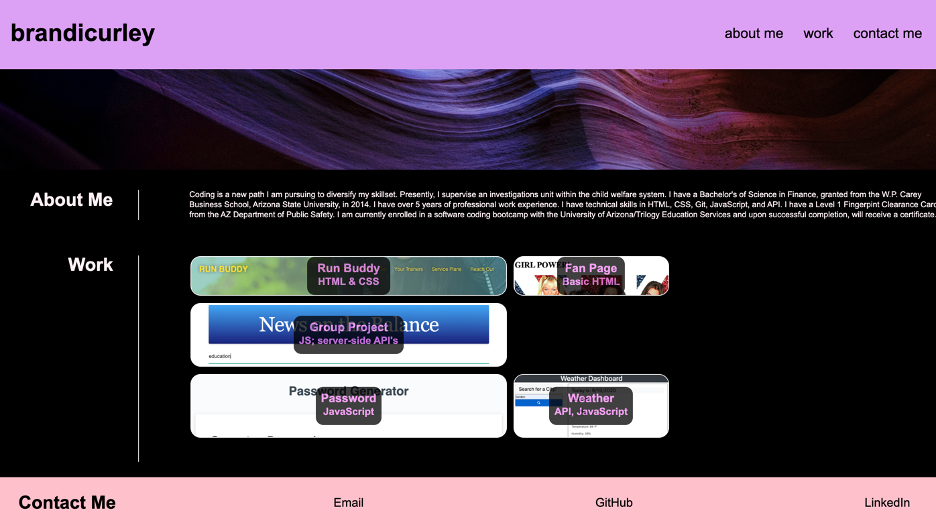 brandicurley
about me work contact me
About Me
Coding is a new path I am pursuing to diversify my skillset. Presently, I supervise an investigations unit within the child welfare system. I have a Bachelor's of Science in Finance, granted from the W.P. Carey
Business School, Arizona State University, in 2014. I have over 5 years of professional work experience. I have technical skills in HTML, CSS, Git, JavaScript, and API. I have a Level 1 Fingerpint Clearance Card
from the AZ Department of Public Safety. I am currently enrolled in a software coding bootcamp with the University of Arizona/Trilogy Education Services and upon successful completion, will receive a certificate.
Work
RUN BUDDY
Run Buddy
HTML & CSS
Your Trainers Service Plans Reach Out
GIRL POWER
Fan Page
Basic HTML
News on the Balance
Group Project
JS; server-side API's
education
Password Generator
Password
JavaScript
Weather Dashboard
Search for a City
Weather
API, JavaScript
Contact Me
Email
GitHub
LinkedIn